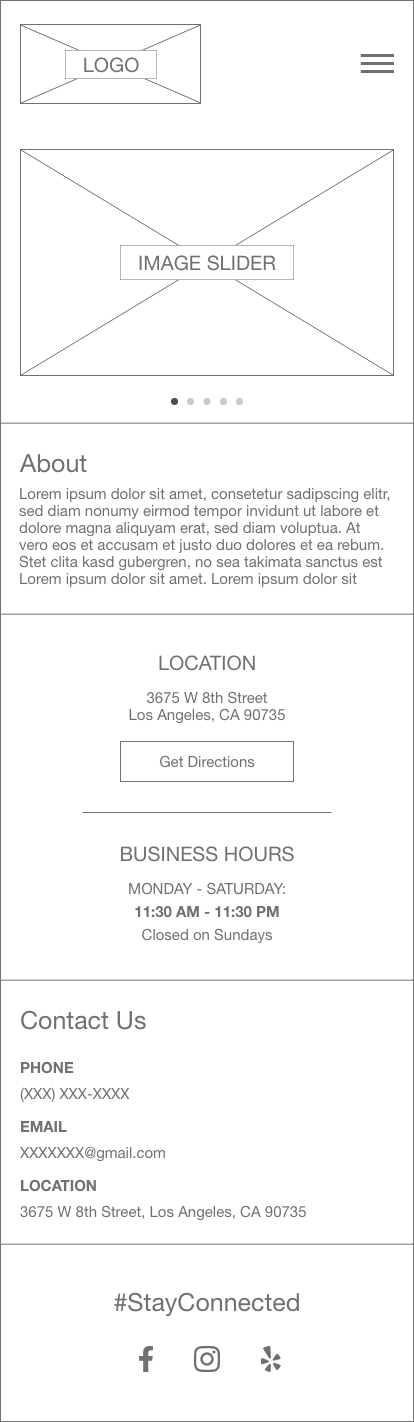 LOGO
IMAGE SLIDER
About
Lorem ipsum dolor sit amet, consetetur sadipscing elitr,
sed diam nonumy eirmod tempor invidunt ut labore et
dolore magna aliquyam erat, sed diam voluptua. At
vero eos et accusam et justo duo dolores et ea rebum.
Stet clita kasd gubergren, no sea takimata sanctus est
Lorem ipsum dolor sit amet. Lorem ipsum dolor sit
LOCATION
3675 W 8th Street
Los Angeles, CA 90735
Get Directions
BUSINESS HOURS
MONDAY - SATURDAY:
11:30 AM - 11:30 PM
Closed on Sundays
Contact Us
PHONE
(XXX) XXX-XXXX
EMAIL
XXXXXXX@gmail.com
LOCATION
3675 W 8th Street, Los Angeles, CA 90735
#StayConnected